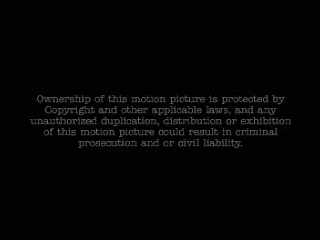 Ownership of this motion picture is protected by
Copyright and other applicable laws, and any
unauthorized duplication, distribution or exhibition
of this motion picture could result in criminal
prosecution and or civil liability.